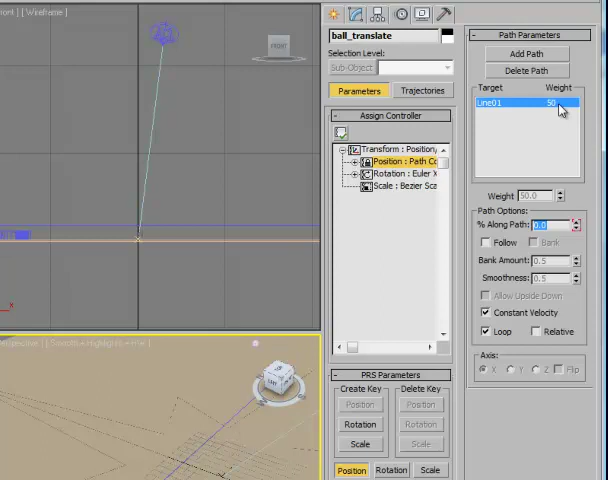 [ Front ] [ Wireframe ]
FRONT
x
ball_translate
Selection Level:
Sub-Object
Parameters
Trajectories
- Assign Controller
Transform : Position/
Position : Path Co
Rotation : Euler X
Scale : Bezier Sca
- PRS Parameters
Create Key
Delete Key
Position
Position
Rotation
Rotation
Scale
Scale
Position
Rotation
Scale
- Path Parameters
Add Path
Delete Path
Target
Weight
Line01
50
Weight
50.0
Path Options:
% Along Path:
0.0
Follow
Bank
Bank Amount:
0.5
Smoothness:
0.5
Allow Upside Down
Constant Velocity
Loop
Relative
Axis:
X
Y
Z
Flip